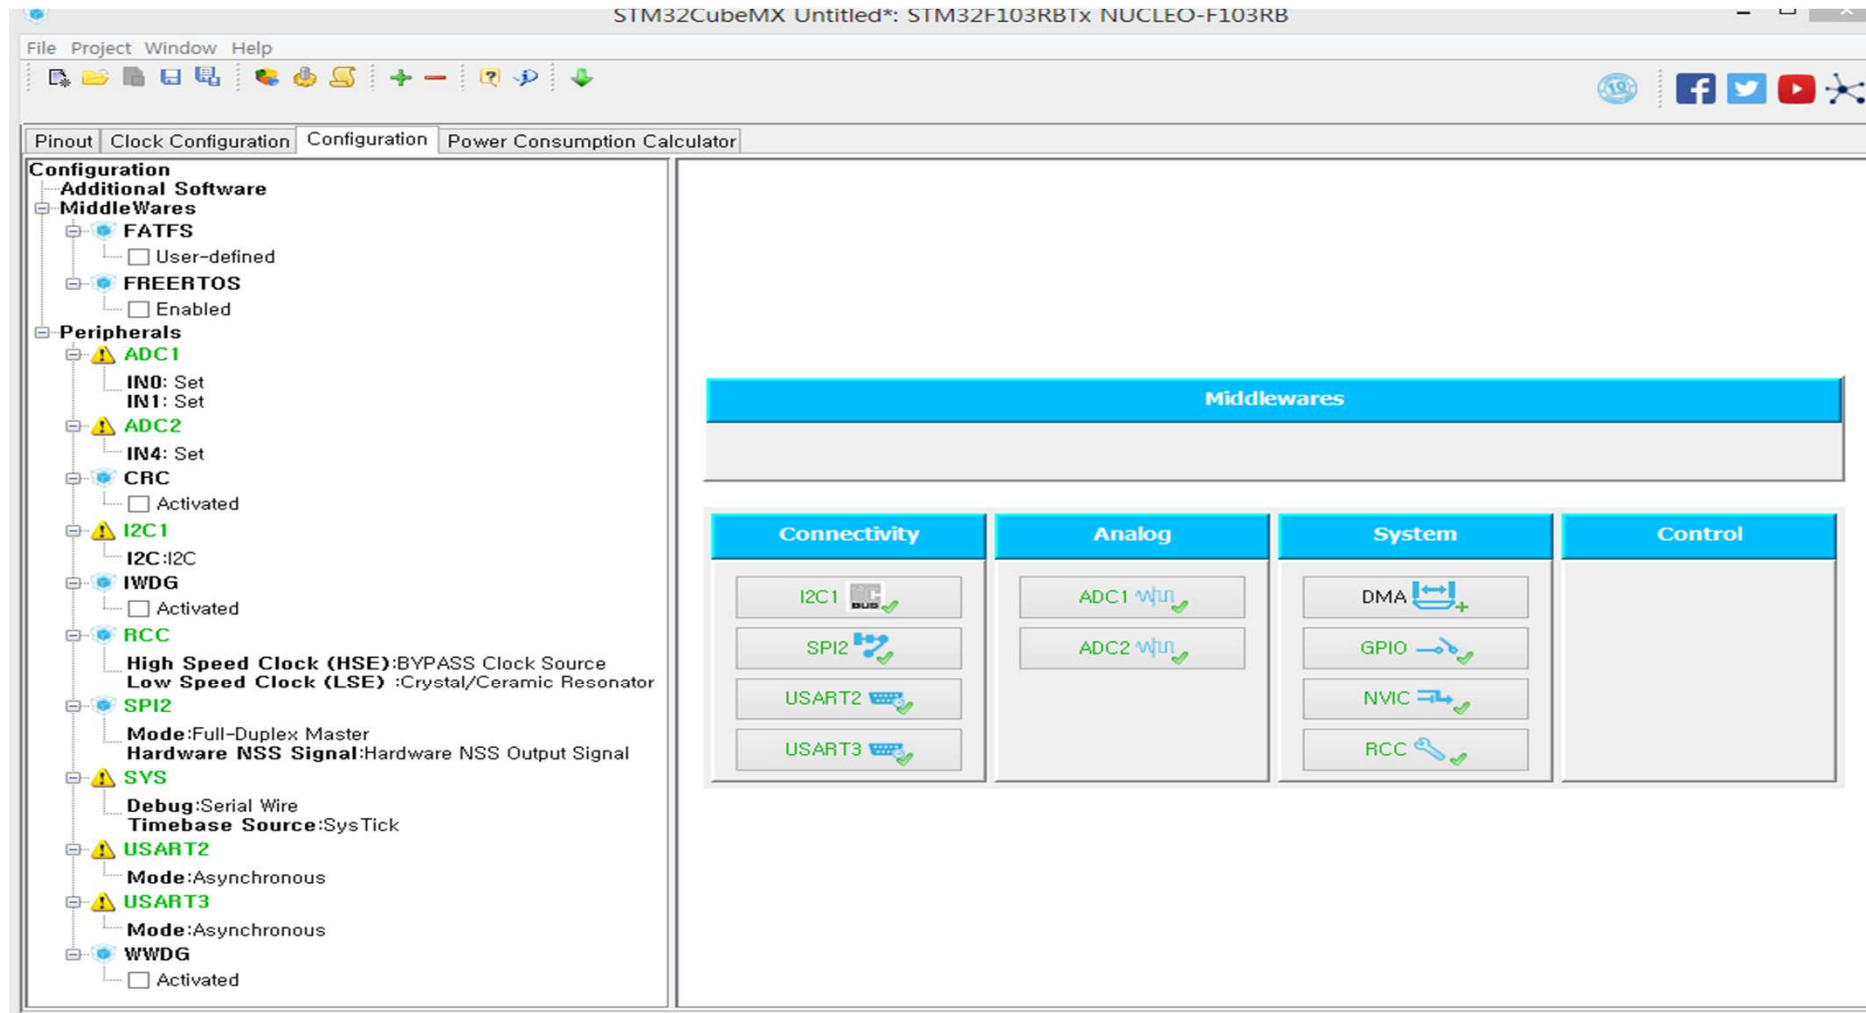 STM32CubeMX Untitled*: STM32F103RBTx NUCLEO-F103RB
File Project Window Help
Pinout Clock Configuration Configuration Power Consumption Calculator
Configuration
Additional Software
MiddleWares
FATFS
User-defined
FREERTOS
Enabled
Peripherals
ADC1
IN0: Set
IN1: Set
ADC2
IN4: Set
CRC
Activated
I2C1
I2C:I2C
IWDG
Activated
RCC
High Speed Clock (HSE):BYPASS Clock Source
Low Speed Clock (LSE) :Crystal/Ceramic Resonator
SPI2
Mode:Full-Duplex Master
Hardware NSS Signal:Hardware NSS Output Signal
SYS
Debug:Serial Wire
Timebase Source:SysTick
USART2
Mode:Asynchronous
USART3
Mode:Asynchronous
WWDG
Activated
Middlewares
Connectivity Analog System Control
I2C1 ADC1 DMA
SPI2 ADC2 GPIO
USART2 NVIC
USART3 RCC